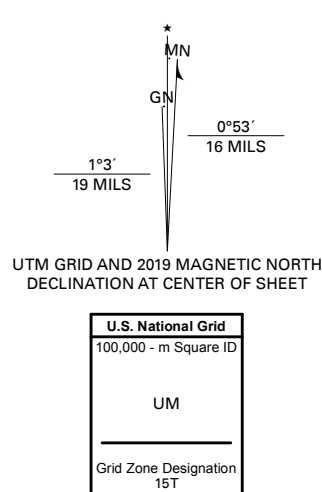 MN
GN
0°53´
16 MILS
1°3´
19 MILS
UTM GRID AND 2019 MAGNETIC NORTH
DECLINATION AT CENTER OF SHEET
U.S. National Grid
100,000 - m Square ID
UM
Grid Zone Designation
15T